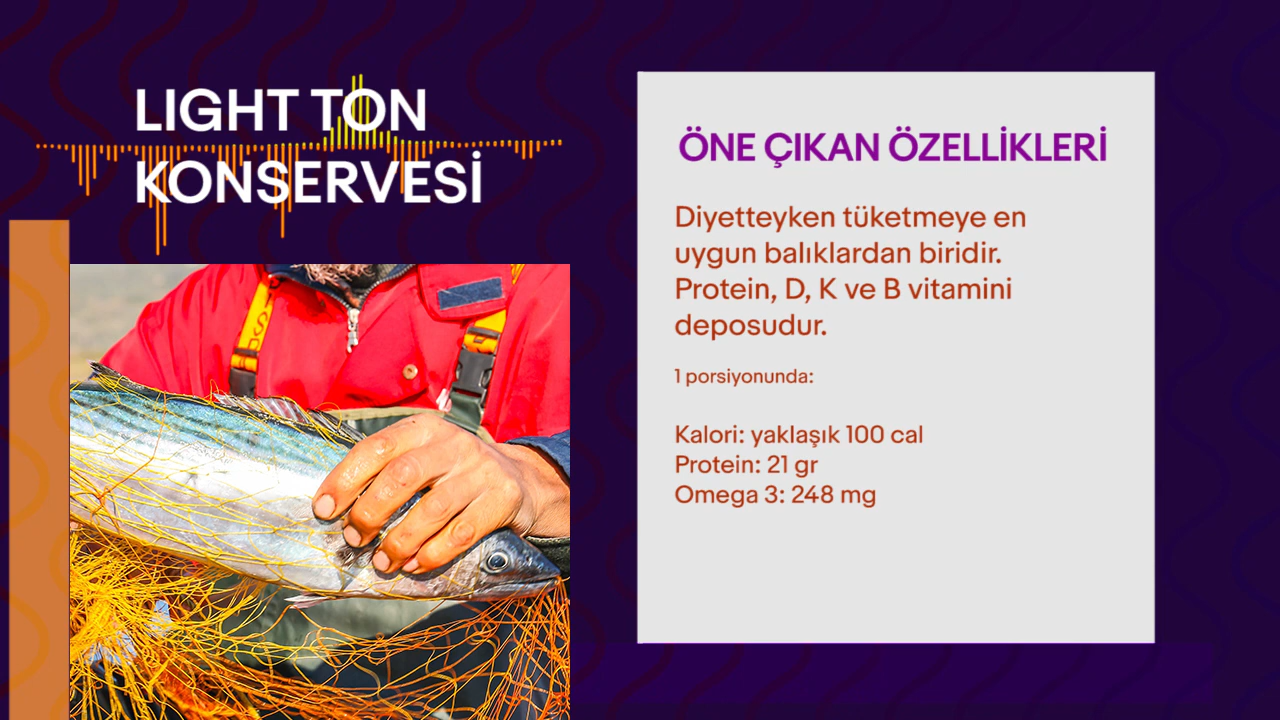 LIGHT TON
KONSERVESİ
ÖNE ÇIKAN ÖZELLİKLERİ
Diyetteyken tüketmeye en
uygun balıklardan biridir.
Protein, D, K ve B vitamini
deposudur.
1 porsiyonunda:
Kalori: yaklaşık 100 cal
Protein: 21 gr
Omega 3: 248 mg